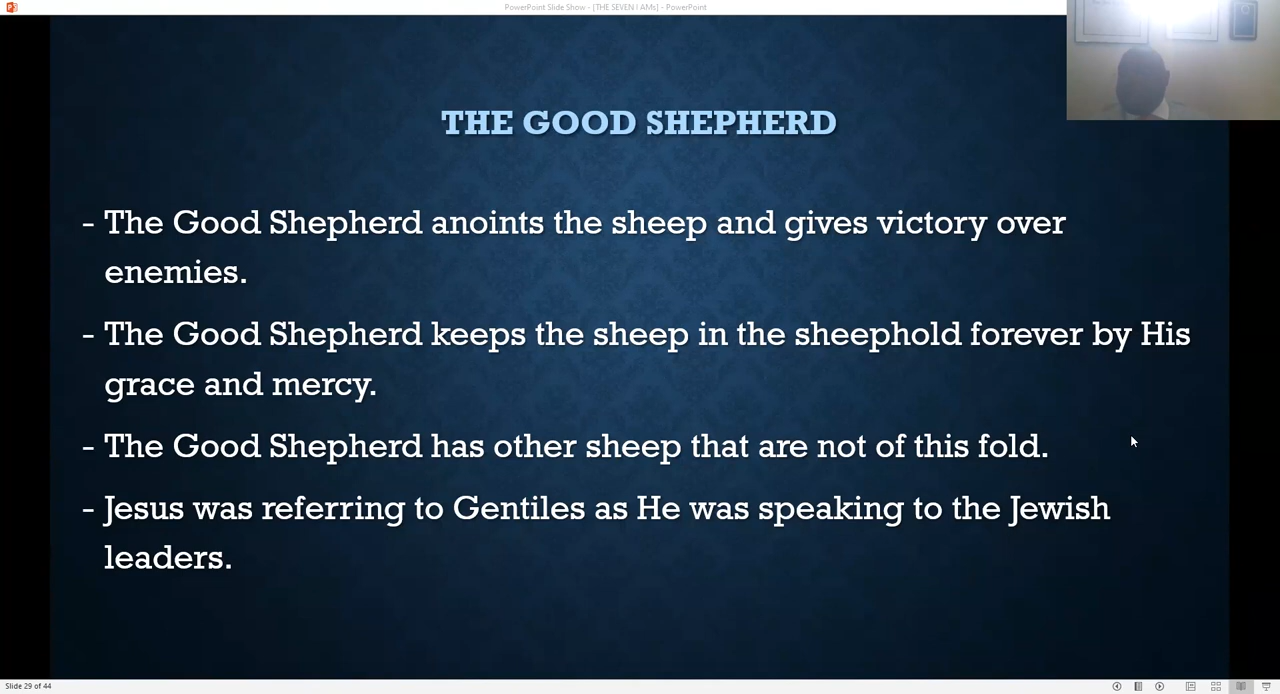 PowerPoint Slide Show - [THE SEVEN I AMs] - PowerPoint
THE GOOD SHEPHERD
- The Good Shepherd anoints the sheep and gives victory over
enemies.
- The Good Shepherd keeps the sheep in the sheephold forever by His
grace and mercy.
- The Good Shepherd has other sheep that are not of this fold.
- Jesus was referring to Gentiles as He was speaking to the Jewish
leaders.
Slide 29 of 44